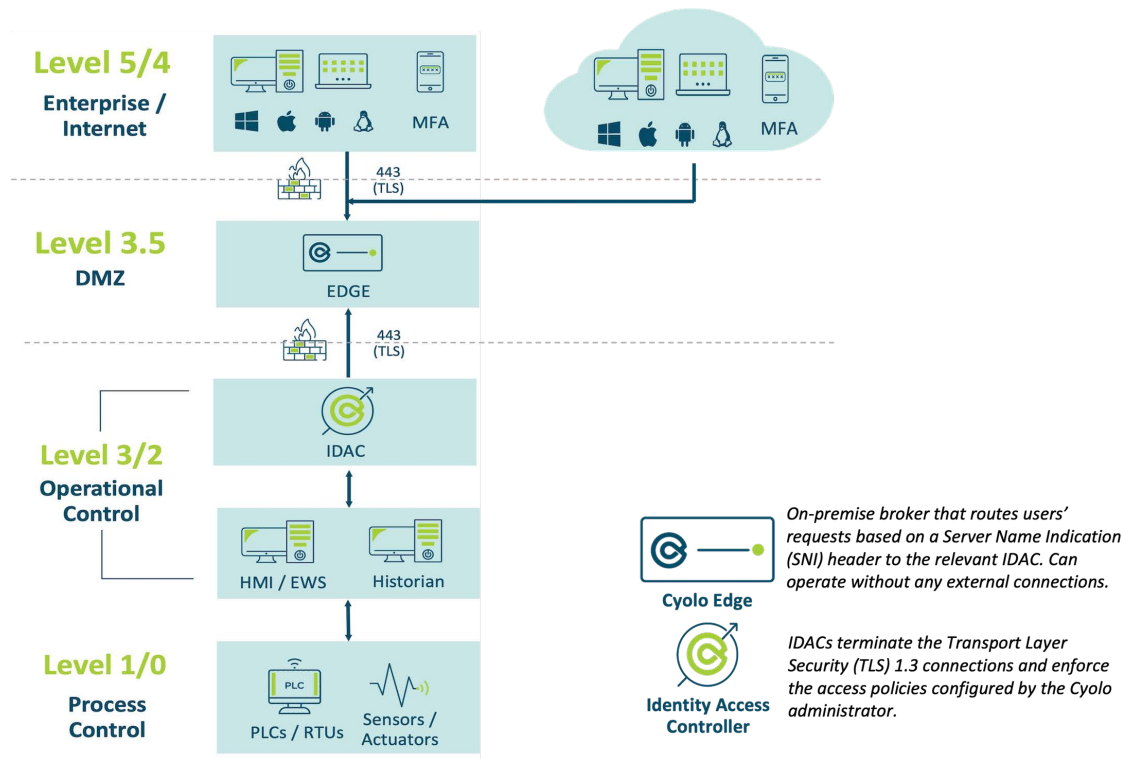 Level 5/4
Enterprise /
Internet
MFA
MFA
443
(TLS)
Level 3.5
DMZ
EDGE
443
(TLS)
IDAC
Level 3/2
Operational
Control
HMI / EWS
Historian
Level 1/0
Process
Control
PLC
PLCs / RTUs
Sensors /
Actuators
On-premise broker that routes users’
requests based on a Server Name Indication
(SNI) header to the relevant IDAC. Can
operate without any external connections.
Cyolo Edge
IDACs terminate the Transport Layer
Security (TLS) 1.3 connections and enforce
the access policies configured by the Cyolo
administrator.
Identity Access
Controller